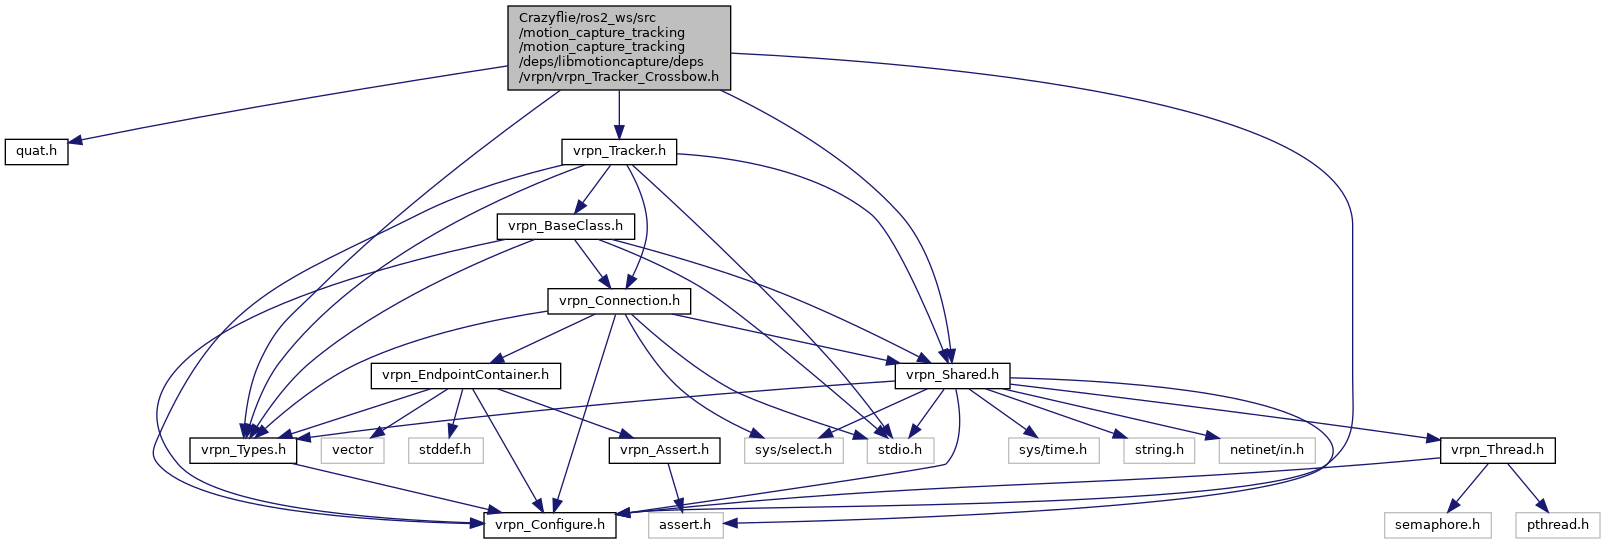 Crazyflie/ros2_ws/src
/motion_capture_tracking
/motion_capture_tracking
/deps/libmotioncapture/deps
/vrpn/vrpn_Tracker_Crossbow.h
quat.h
vrpn_Tracker.h
vrpn_BaseClass.h
vrpn_Connection.h
vrpn_EndpointContainer.h
vrpn_Shared.h
vrpn_Types.h
vector
stddef.h
vrpn_Assert.h
sys/select.h
stdio.h
sys/time.h
string.h
netinet/in.h
vrpn_Thread.h
vrpn_Configure.h
assert.h
semaphore.h
pthread.h